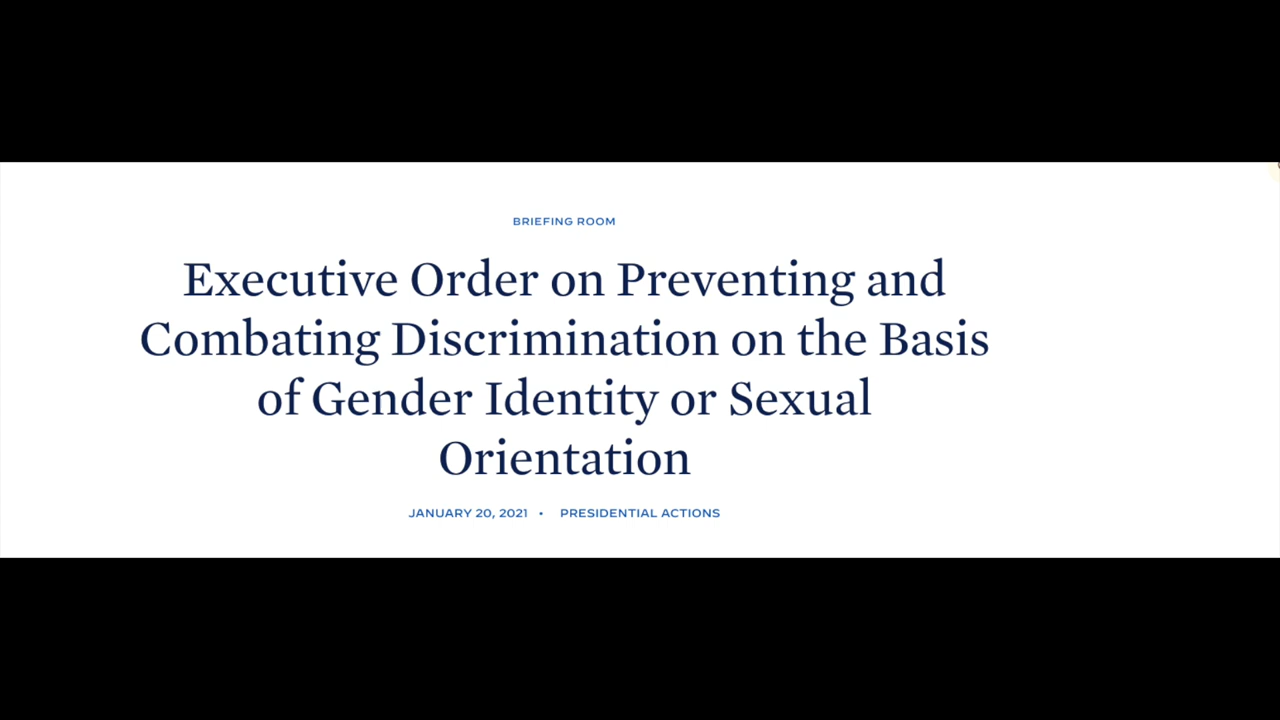 BRIEFING ROOM
Executive Order on Preventing and
Combating Discrimination on the Basis
of Gender Identity or Sexual
Orientation
JANUARY 20, 2021 • PRESIDENTIAL ACTIONS